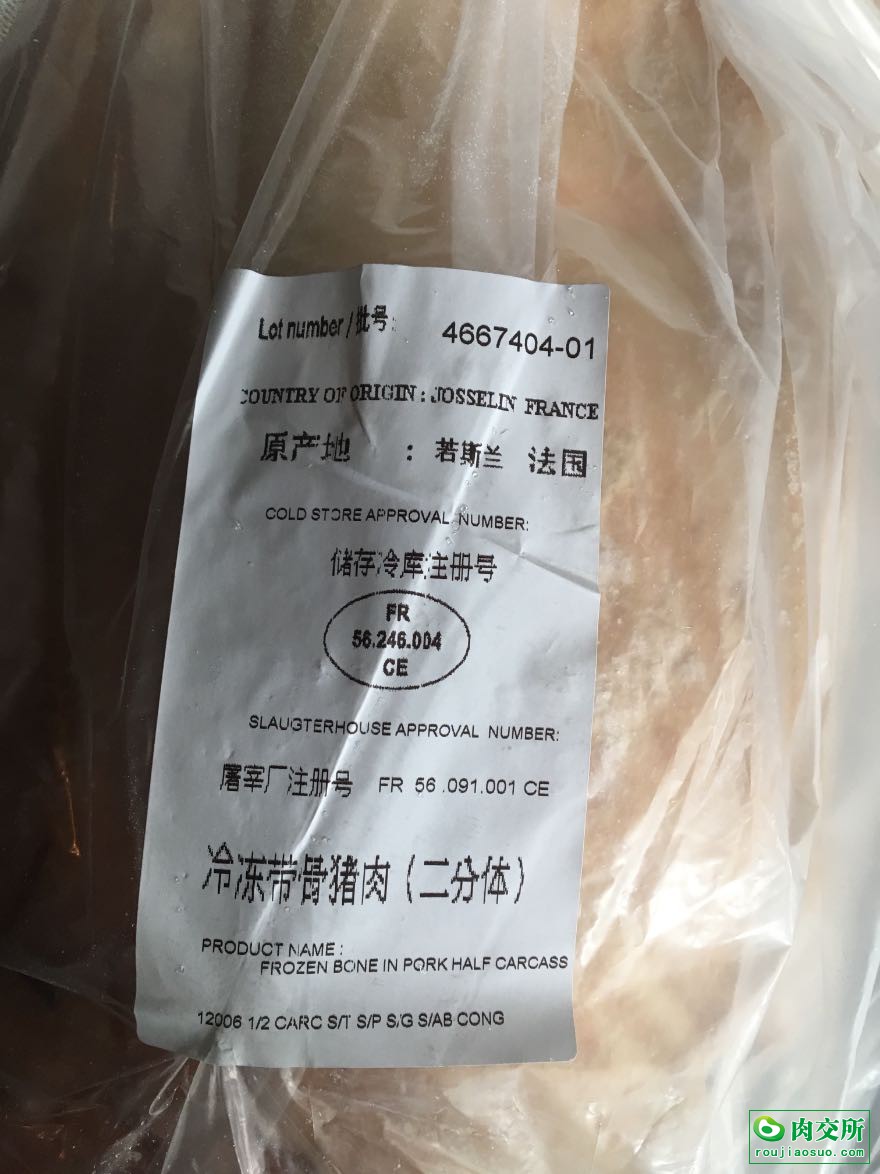 Lot number / 批号: 4667404-01
COUNTRY OF ORIGIN : JOSSELIN FRANCE
原产地 : 若斯兰 法国
COLD STORE APPROVAL NUMBER:
储存冷库注册号
FR
56.246.004
CE
SLAUGTERHOUSE APPROVAL NUMBER:
屠宰厂注册号 FR 56 .091.001 CE
冷冻带骨猪肉（二分体）
PRODUCT NAME :
FROZEN BONE IN PORK HALF CARCASS
12006 1/2 CARC S/T S/P S/G S/AB CONG
肉交所
roujiaosuo.com